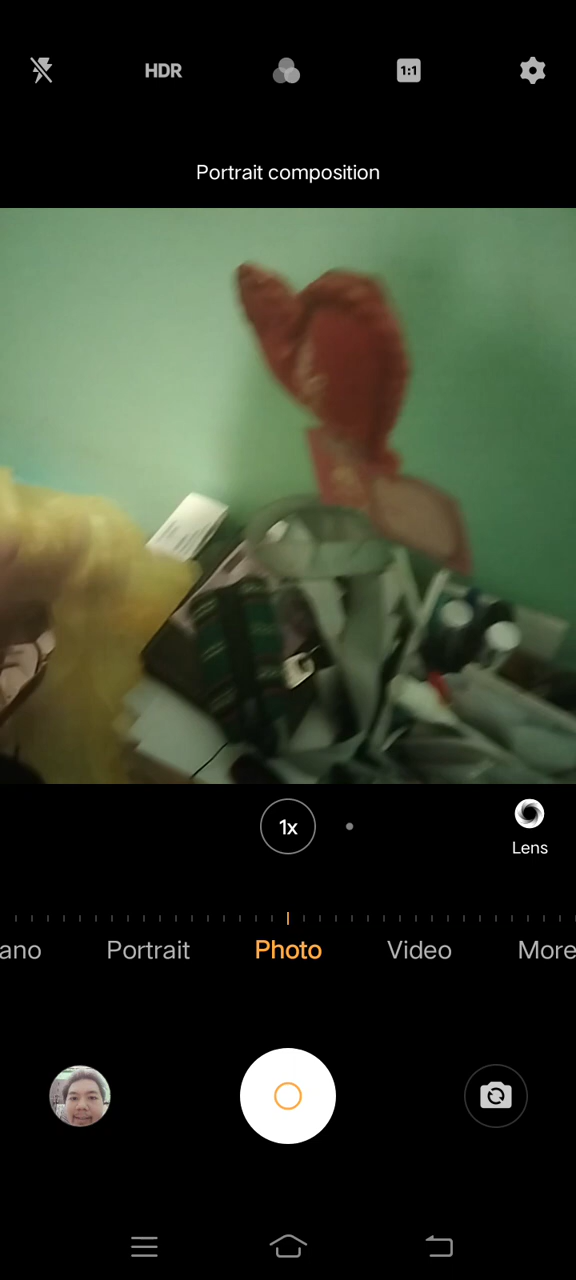 HDR
1:1
Portrait composition
1x
Lens
ano
Portrait
Photo
Video
More